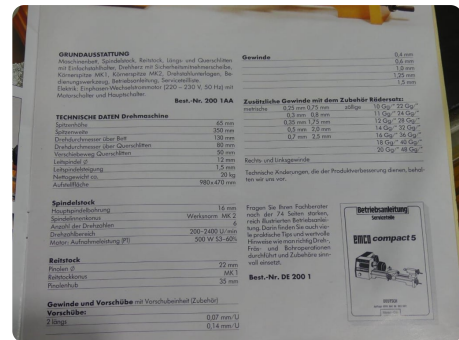 GRUNDAUSSTATTUNG
Maschinenbett, Spindelstock, Reitstock, Längs- und Querschlitten
mit Einfachstahlhalter, Drehherz mit Sicherheitsmitnehmerscheibe,
Körnerspitze MK1, Körnerspitze MK2, Drehstahlunterlagen, Be-
dienungswerkzeug, Betriebsanleitung, Serviceteilliste.
Elektrik: Einphasen-Wechselstrommotor (220 – 230 V, 50 Hz) mit
Motorschalter und Hauptschalter.
Best.-Nr. 200 1AA
TECHNISCHE DATEN Drehmaschine
Spitzenhöhe 65 mm
Spitzenweite 350 mm
Drehdurchmesser über Bett 130 mm
Drehdurchmesser über Querschlitten
Verschiebeweg Querschlitten 50 mm
Leitspindel ∅ 12 mm
Leitspindelsteigung 1,5 mm
Nettogewicht ca.
Aufstellfläche 980x470 mm
Spindelstock
Hauptspindelbohrung 16 mm
Spindelinnenkonus Werksnorm MK 2
Anzahl der Drehzahlen 6
Drehzahlbereich 200–2400 U/min
Motor: Aufnahmeleistung (P1) 500 W S3–60%
Reitstock
Pinolen ∅ 22 mm
Reitstockkonus MK 1
Pinolenhub 35 mm
Gewinde und Vorschübe mit Vorschubeinheit (Zubehör)
Vorschübe:
2 längs 0,07 mm/U
0,14 mm/U
Gewinde 0,4 mm
0,6 mm
1,0 mm
1,25 mm
1,5 mm
Zusätzliche Gewinde mit dem Zubehör Rädersatz:
metrische 0,25 mm 0,75 mm zöllige 10 Gg/" 22 Gg/"
0,3 mm 0,8 mm 11 Gg/" 24 Gg/"
0,35 mm 1,75 mm 12 Gg/" 28 Gg/"
0,5 mm 2,0 mm 14 Gg/" 32 Gg/"
0,7 mm 2,5 mm 16 Gg/" 36 Gg/"
18 Gg/" 40 Gg/"
20 Gg/" 48 Gg/"
Rechts und Linksgewinde
Technische Änderungen, die der Produktverbesserung dienen, behal-
ten wir uns vor.
Fragen Sie Ihren Fachberater
nach der 74 Seiten starken,
reich illustrierten Betriebsanlei-
tung. Darin finden Sie auch vie-
le praktische Tips und wertvolle
Hinweise wie man richtig Dreh-,
Fräs- und Bohroperationen
durchführt und Zubehöre sinn-
voll einsetzt.
Best.-Nr. DE 200 1
Betriebsanleitung
Serviceteile
emco compact 5